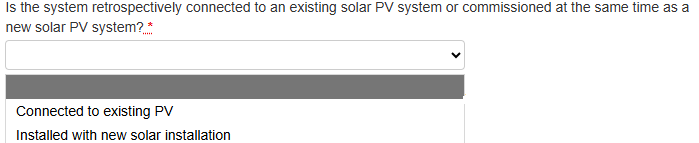 Is the system retrospectively connected to an existing solar PV system or commissioned at the same time as a
new solar PV system? *
Connected to existing PV
Installed with new solar installation